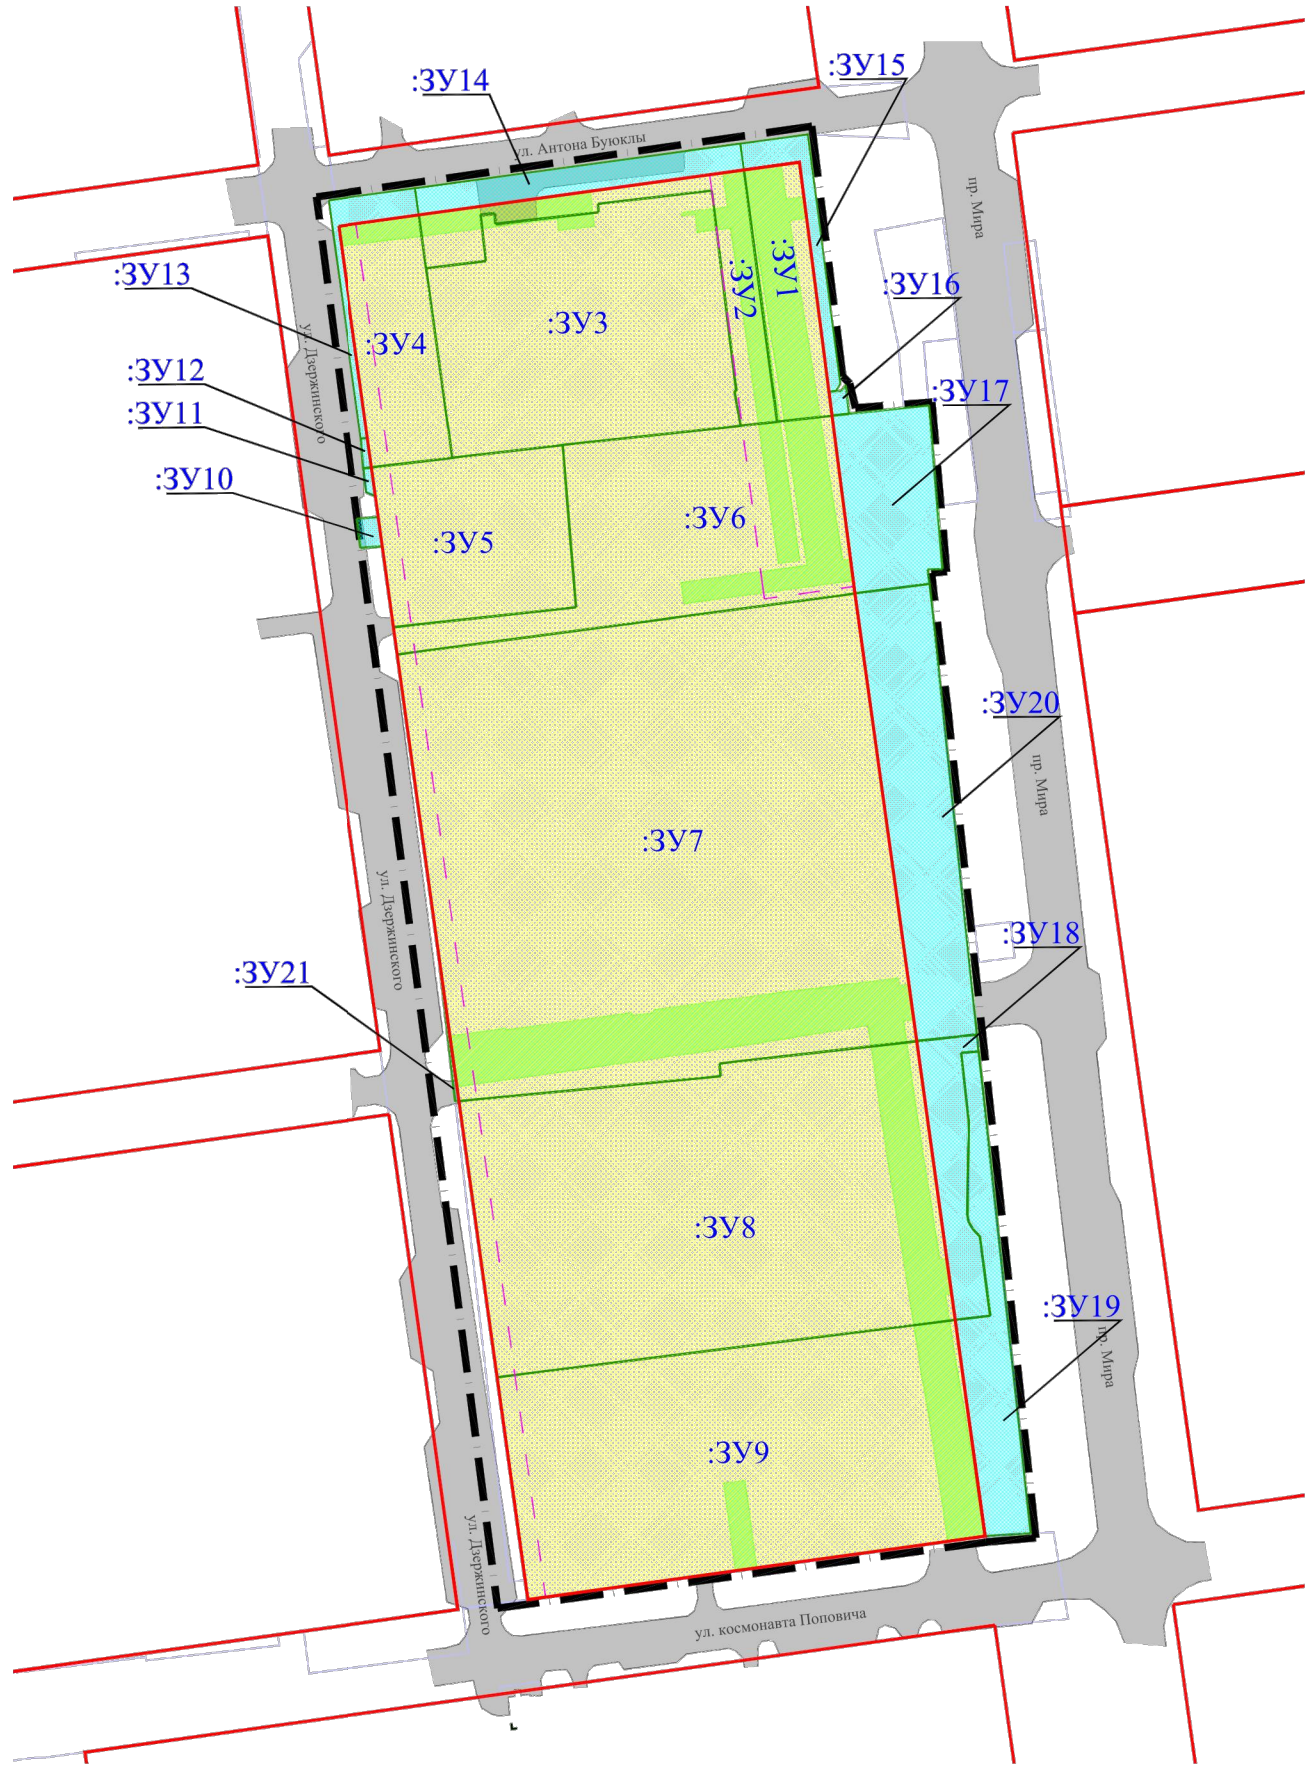 :ЗУ15
:ЗУ14
ул. Антона Буюклы
пр. Мира
:ЗУ1
:ЗУ2
:ЗУ13
:ЗУ16
:ЗУ3
:ЗУ4
ул. Дзержинского
:ЗУ12
:ЗУ17
:ЗУ11
:ЗУ10
:ЗУ6
:ЗУ5
:ЗУ20
пр. Мира
:ЗУ7
ул. Дзержинского
:ЗУ18
:ЗУ21
:ЗУ8
:ЗУ19
пр. Мира
:ЗУ9
ул. Дзержинского
ул. космонавта Поповича